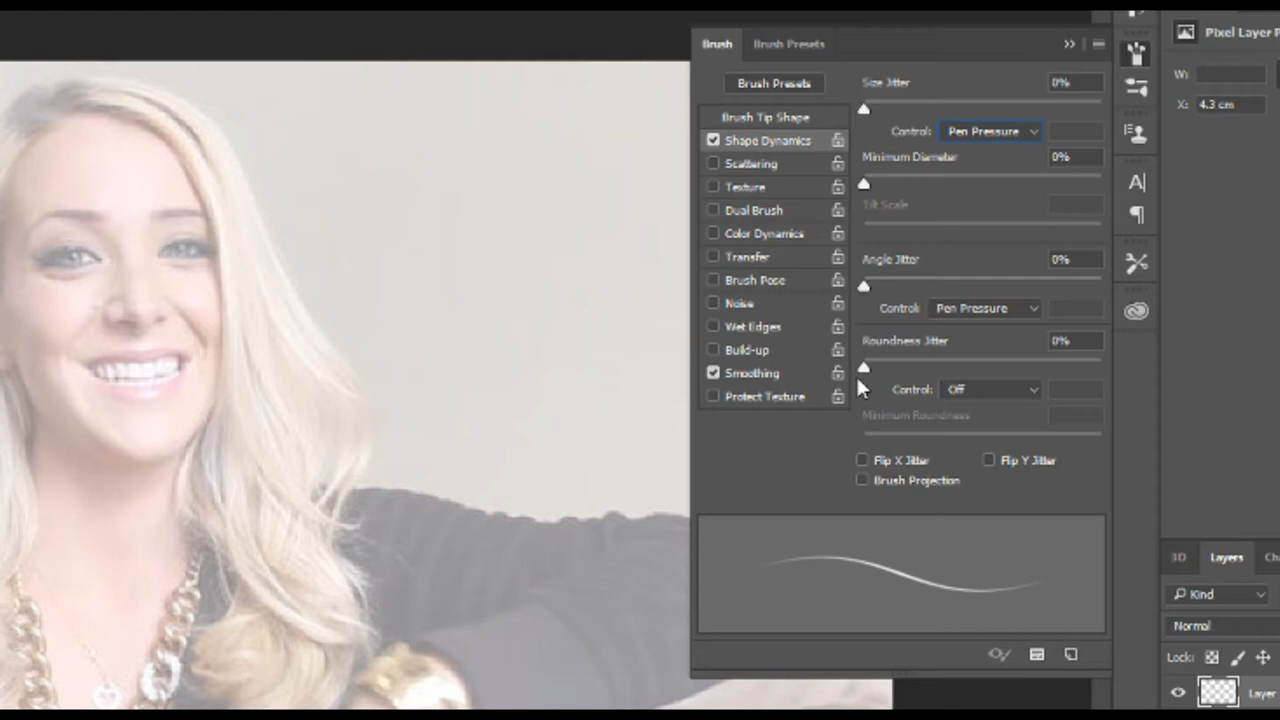 Brush Brush Presets
Brush Presets
Brush Tip Shape
Shape Dynamics
Scattering
Texture
Dual Brush
Color Dynamics
Transfer
Brush Pose
Noise
Wet Edges
Build-up
Smoothing
Protect Texture
Size Jitter 0%
Control: Pen Pressure
Minimum Diameter 0%
Tilt Scale
Angle Jitter 0%
Control: Pen Pressure
Roundness Jitter 0%
Control: Off
Minimum Roundness
Flip X Jitter Flip Y Jitter
Brush Projection
A|
¶
Pixel Layer P
W:
X: 4.3 cm
3D Layers Ch
Kind
Normal
Lock:
Layer